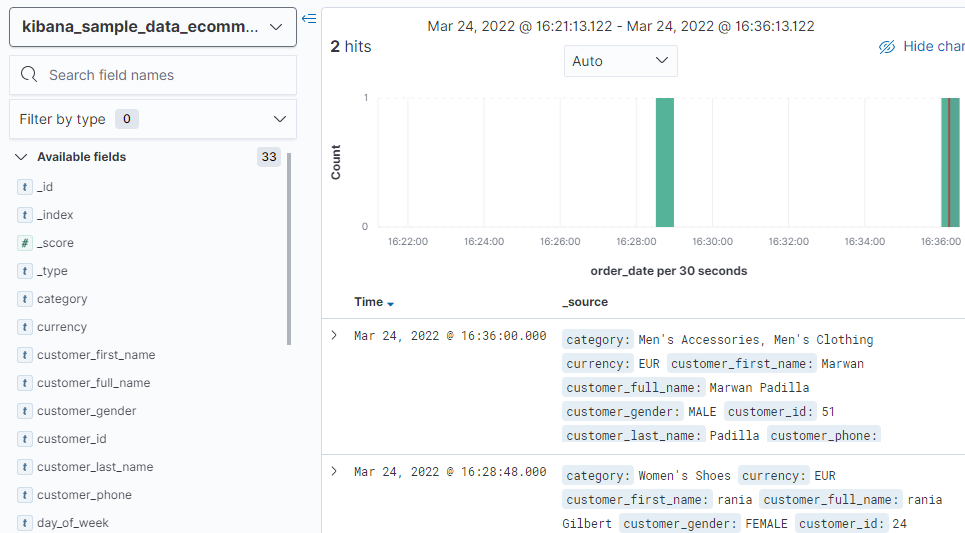 kibana_sample_data_ecomm...
Search field names
Filter by type 0
Available fields 33
t _id
t _index
# _score
t _type
t category
t currency
t customer_first_name
t customer_full_name
t customer_gender
t customer_id
t customer_last_name
t customer_phone
t day_of_week
Mar 24, 2022 @ 16:21:13.122 - Mar 24, 2022 @ 16:36:13.122
2 hits
Auto
Hide char
Count
1
0
16:22:00 16:24:00 16:26:00 16:28:00 16:30:00 16:32:00 16:34:00 16:36:00
order_date per 30 seconds
Time _source
Mar 24, 2022 @ 16:36:00.000 category: Men's Accessories, Men's Clothing
currency: EUR customer_first_name: Marwan
customer_full_name: Marwan Padilla
customer_gender: MALE customer_id: 51
customer_last_name: Padilla customer_phone:
Mar 24, 2022 @ 16:28:48.000 category: Women's Shoes currency: EUR
customer_first_name: rania customer_full_name: rania
Gilbert customer_gender: FEMALE customer_id: 24